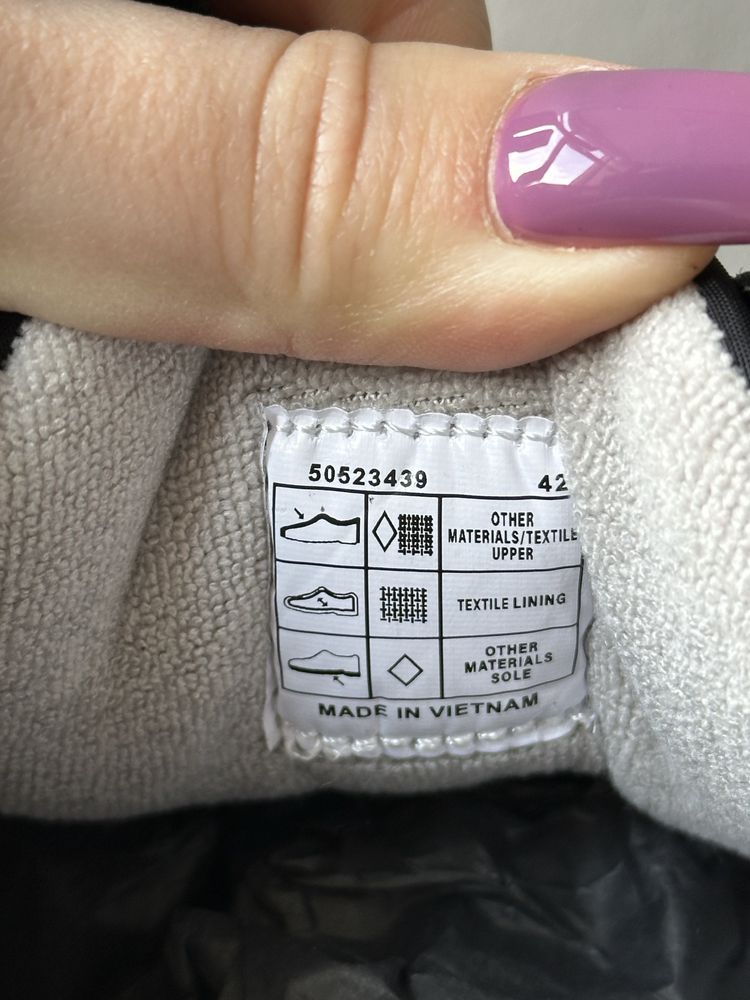 50523439 42
OTHER
MATERIALS/TEXTILE
UPPER
TEXTILE LINING
OTHER
MATERIALS
SOLE
MADE IN VIETNAM